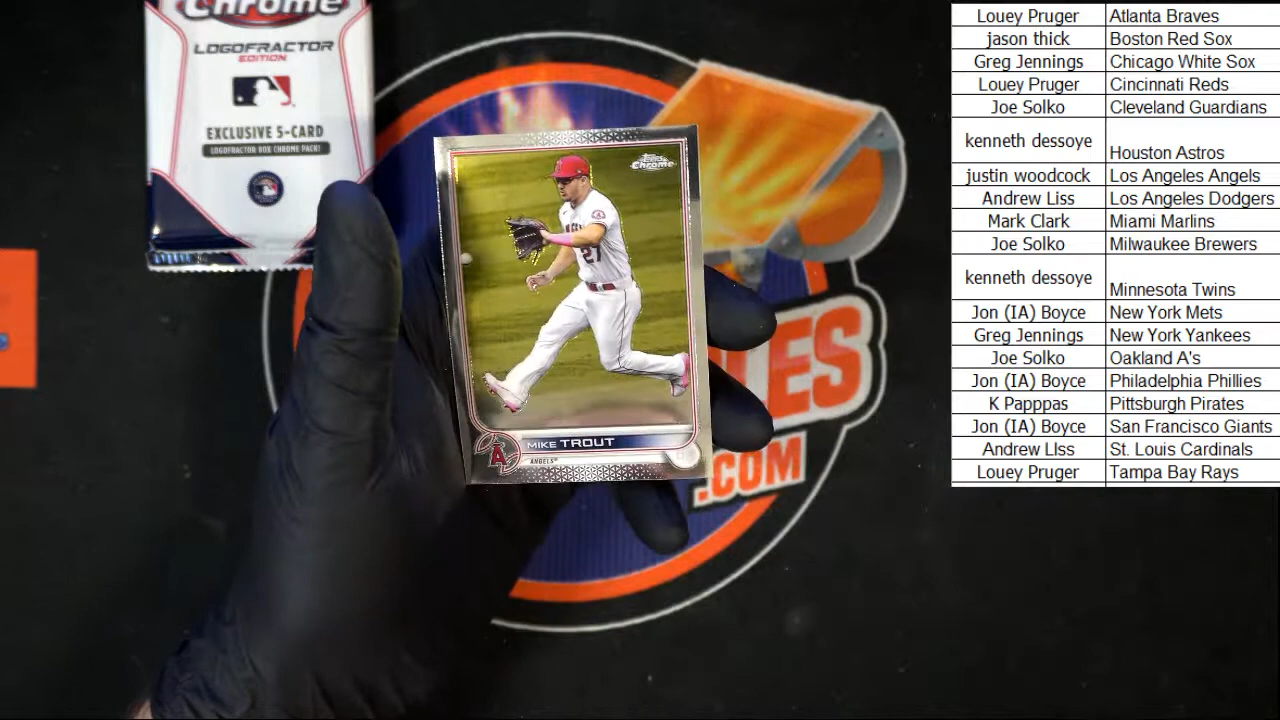 Chrome
LOGOFRACTOR
EDITION
EXCLUSIVE 5-CARD
LOGOFRACTOR BOX CHROME PACK!
Topps
Chrome
27
MIKE TROUT
A
ANGELS
LES
.COM
Louey Pruger Atlanta Braves
jason thick Boston Red Sox
Greg Jennings Chicago White Sox
Louey Pruger Cincinnati Reds
Joe Solko Cleveland Guardians
kenneth dessoye Houston Astros
justin woodcock Los Angeles Angels
Andrew Liss Los Angeles Dodgers
Mark Clark Miami Marlins
Joe Solko Milwaukee Brewers
kenneth dessoye Minnesota Twins
Jon (IA) Boyce New York Mets
Greg Jennings New York Yankees
Joe Solko Oakland A's
Jon (IA) Boyce Philadelphia Phillies
K Papppas Pittsburgh Pirates
Jon (IA) Boyce San Francisco Giants
Andrew LIss St. Louis Cardinals
Louey Pruger Tampa Bay Rays